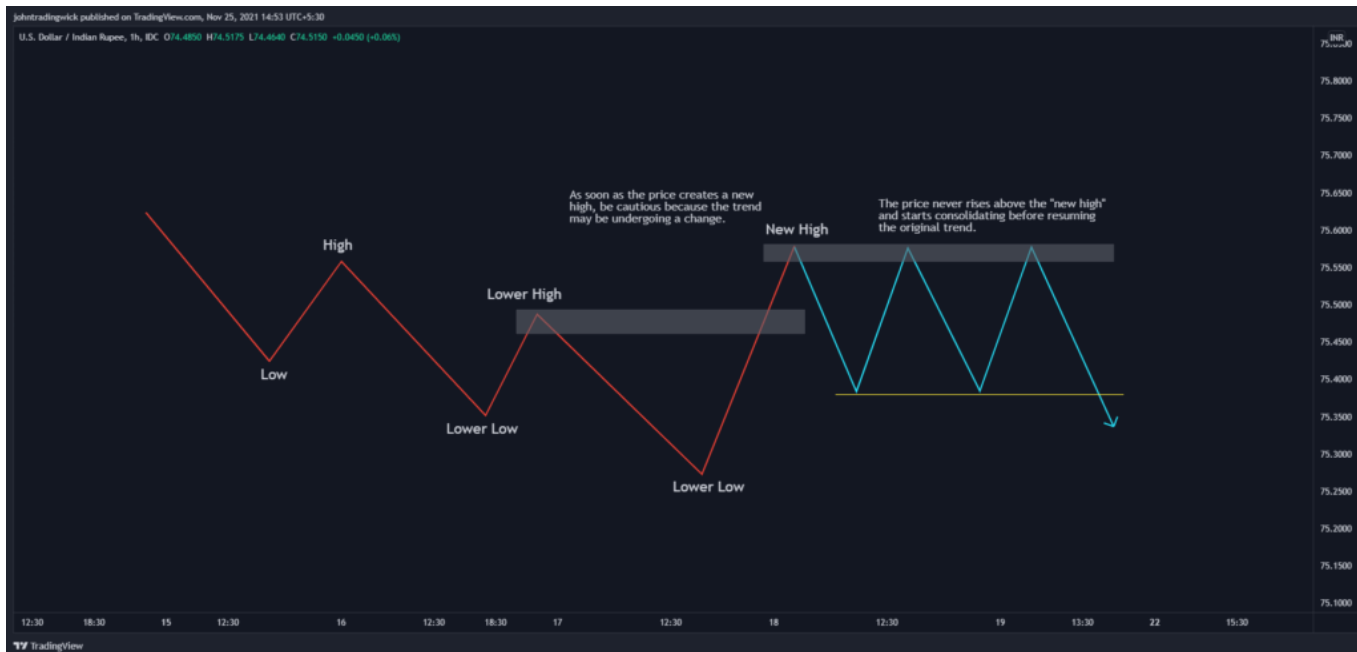 johntradingwick published on TradingView.com, Nov 25, 2021 14:53 UTC+5:30
U.S. Dollar / Indian Rupee, 1h, IDC O74.4850 H74.5175 L74.4640 C74.5150 +0.0450 (+0.06%)
INR
75.8000
75.7500
75.7000
As soon as the price creates a new
high, be cautious because the trend
may be undergoing a change.
75.6500
The price never rises above the "new high"
and starts consolidating before resuming
the original trend.
75.6000
New High
High
75.5500
Lower High
75.5000
75.4500
Low
75.4000
75.3500
Lower Low
75.3000
Lower Low
75.2500
75.2000
75.1500
75.1000
12:30 18:30 15 12:30 16 12:30 18:30 17 12:30 18 12:30 19 13:30 22 15:30
TradingView